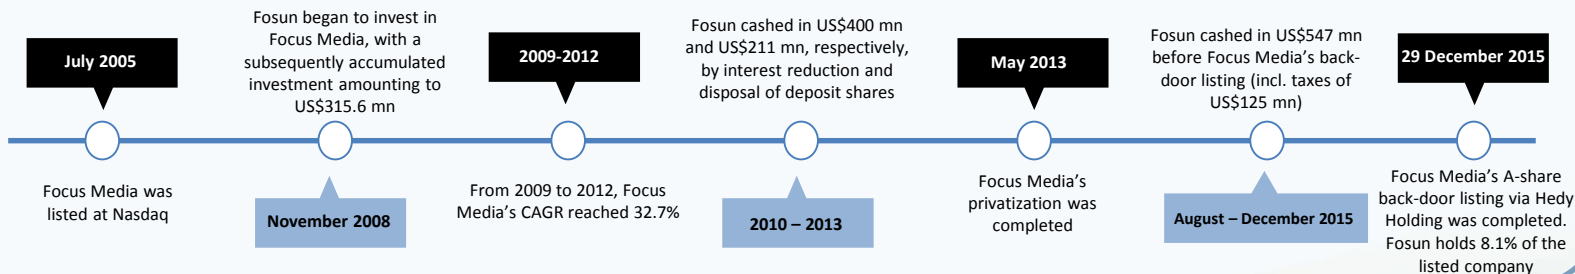 July 2005
Focus Media was
listed at Nasdaq
Fosun began to invest in
Focus Media, with a
subsequently accumulated
investment amounting to
US$315.6 mn
November 2008
2009-2012
From 2009 to 2012, Focus
Media’s CAGR reached 32.7%
Fosun cashed in US$400 mn
and US$211 mn, respectively,
by interest reduction and
disposal of deposit shares
2010 – 2013
May 2013
Focus Media’s
privatization was
completed
Fosun cashed in US$547 mn
before Focus Media’s back-
door listing (incl. taxes of
US$125 mn)
August – December 2015
29 December 2015
Focus Media’s A-share
back-door listing via Hedy
Holding was completed.
Fosun holds 8.1% of the
listed company